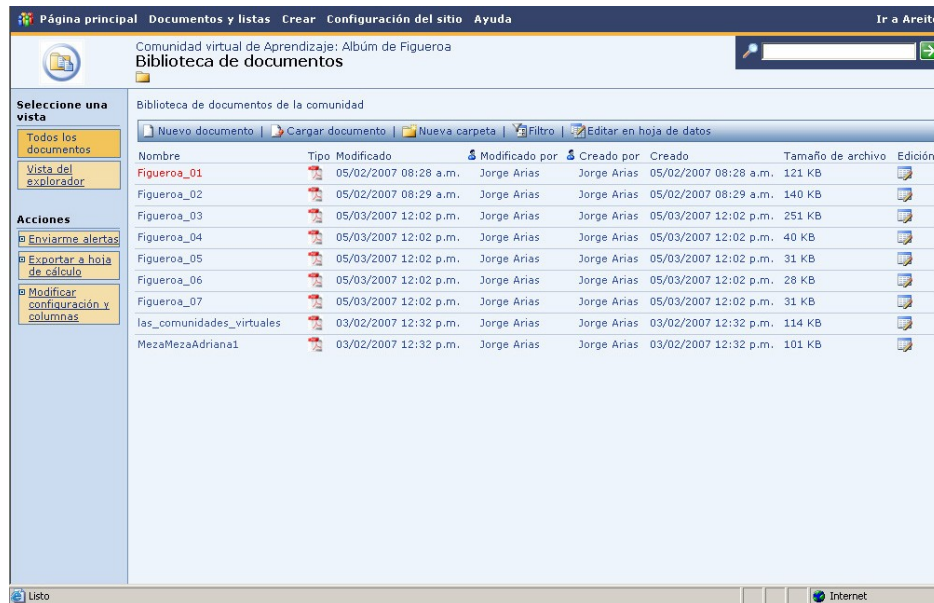 Página principal Documentos y listas Crear Configuración del sitio Ayuda Ir a Areito
Comunidad virtual de Aprendizaje: Albúm de Figueroa
Biblioteca de documentos
Seleccione una
vista
Todos los
documentos
Vista del
explorador
Acciones
Enviarme alertas
Exportar a hoja
de cálculo
Modificar
configuración y
columnas
Biblioteca de documentos de la comunidad
Nuevo documento | Cargar documento | Nueva carpeta | Filtro | Editar en hoja de datos
Nombre Tipo Modificado Modificado por Creado por Creado Tamaño de archivo Edición
Figueroa_01 05/02/2007 08:28 a.m. Jorge Arias Jorge Arias 05/02/2007 08:28 a.m. 121 KB
Figueroa_02 05/02/2007 08:29 a.m. Jorge Arias Jorge Arias 05/02/2007 08:29 a.m. 140 KB
Figueroa_03 05/03/2007 12:02 p.m. Jorge Arias Jorge Arias 05/03/2007 12:02 p.m. 251 KB
Figueroa_04 05/03/2007 12:02 p.m. Jorge Arias Jorge Arias 05/03/2007 12:02 p.m. 40 KB
Figueroa_05 05/03/2007 12:02 p.m. Jorge Arias Jorge Arias 05/03/2007 12:02 p.m. 31 KB
Figueroa_06 05/03/2007 12:02 p.m. Jorge Arias Jorge Arias 05/03/2007 12:02 p.m. 28 KB
Figueroa_07 05/03/2007 12:02 p.m. Jorge Arias Jorge Arias 05/03/2007 12:02 p.m. 31 KB
las_comunidades_virtuales 03/02/2007 12:32 p.m. Jorge Arias Jorge Arias 03/02/2007 12:32 p.m. 114 KB
MezaMezaAdriana1 03/02/2007 12:32 p.m. Jorge Arias Jorge Arias 03/02/2007 12:32 p.m. 101 KB
Listo Internet